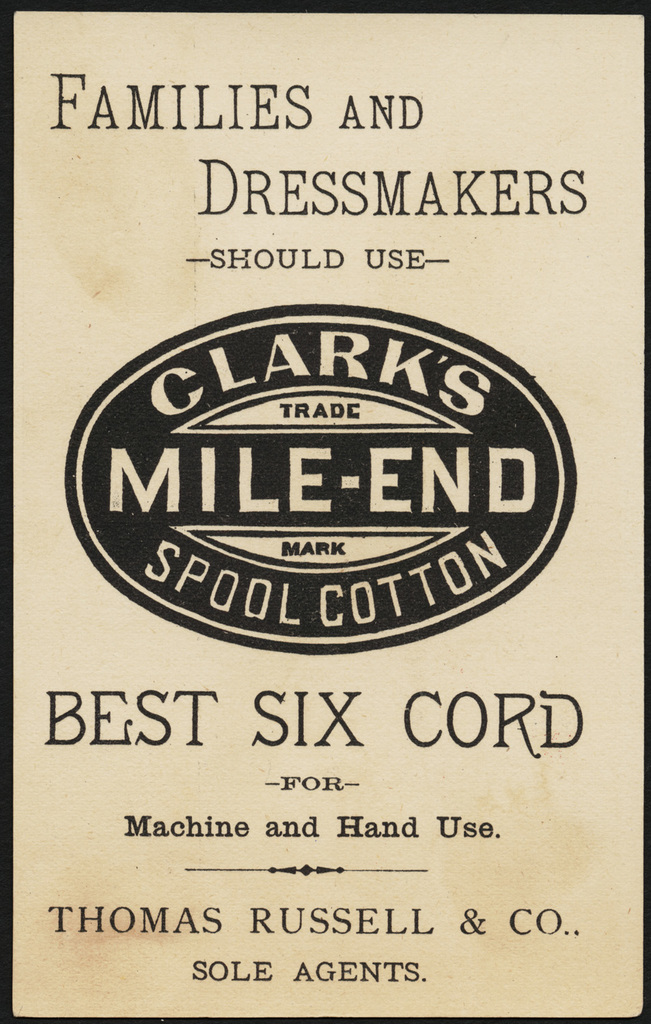 FAMILIES AND
DRESSMAKERS
—SHOULD USE—
CLARK'S
TRADE
MILE-END
MARK
SPOOL COTTON
BEST SIX CORD
—FOR—
Machine and Hand Use.
THOMAS RUSSELL & CO.,
SOLE AGENTS.